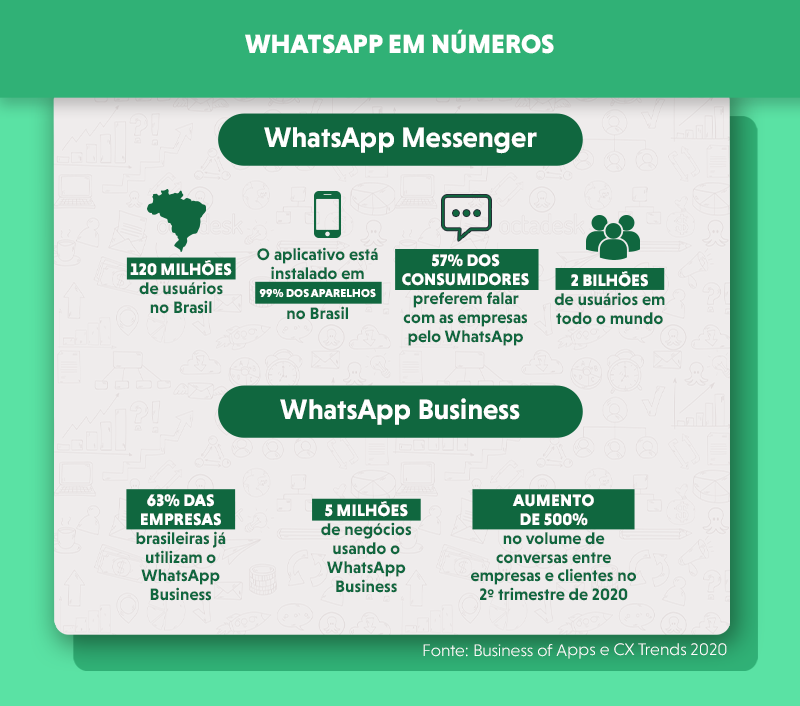 WHATSAPP EM NÚMEROS
WhatsApp Messenger
120 MILHÕES
de usuários
no Brasil
O aplicativo está
instalado em
99% DOS APARELHOS
no Brasil
57% DOS
CONSUMIDORES
preferem falar
com as empresas
pelo WhatsApp
2 BILHÕES
de usuários em
todo o mundo
WhatsApp Business
63% DAS
EMPRESAS
brasileiras já
utilizam o
WhatsApp
Business
5 MILHÕES
de negócios
usando o
WhatsApp
Business
AUMENTO
DE 500%
no volume de
conversas entre
empresas e clientes no
2º trimestre de 2020
Fonte: Business of Apps e CX Trends 2020